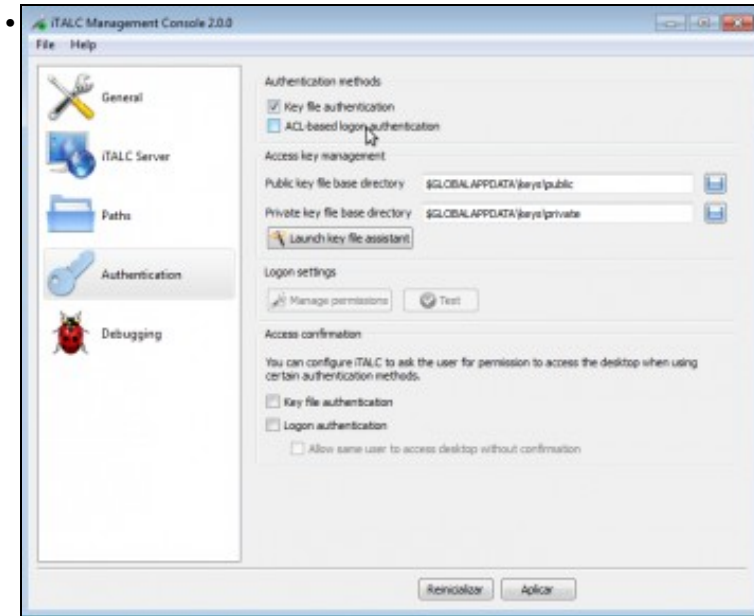 iTALC Management Console 2.0.0
File Help
General
iTALC Server
Paths
Authentication
Debugging
Authentication methods
Key file authentication
ACL-based logon authentication
Access key management
Public key file base directory $GLOBALAPPDATA\keys\public
Private key file base directory $GLOBALAPPDATA\keys\private
Launch key file assistant
Logon settings
Manage permissions Test
Access confirmation
You can configure iTALC to ask the user for permission to access the desktop when using
certain authentication methods.
Key file authentication
Logon authentication
Allow same user to access desktop without confirmation
Reinicializar Aplicar